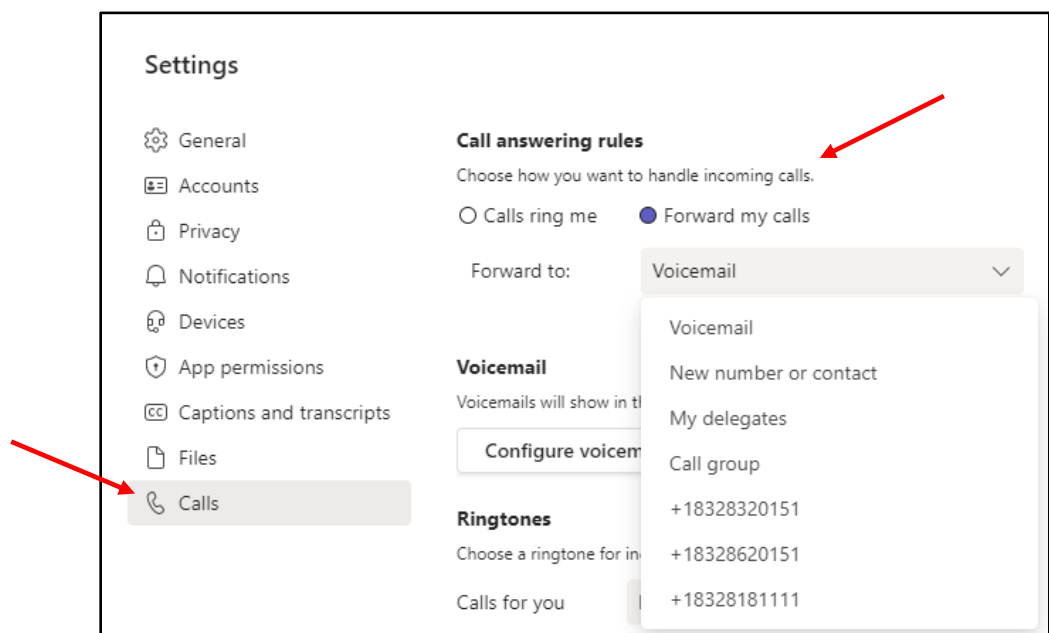 Settings
General
Accounts
Privacy
Notifications
Devices
App permissions
CC Captions and transcripts
Files
Calls
Call answering rules
Choose how you want to handle incoming calls.
Calls ring me Forward my calls
Forward to: Voicemail
Voicemail
New number or contact
My delegates
Call group
+18328320151
+18328620151
+18328181111
Voicemail
Voicemails will show in
Configure
Ringtones
Choose a ringtone for
Calls for you